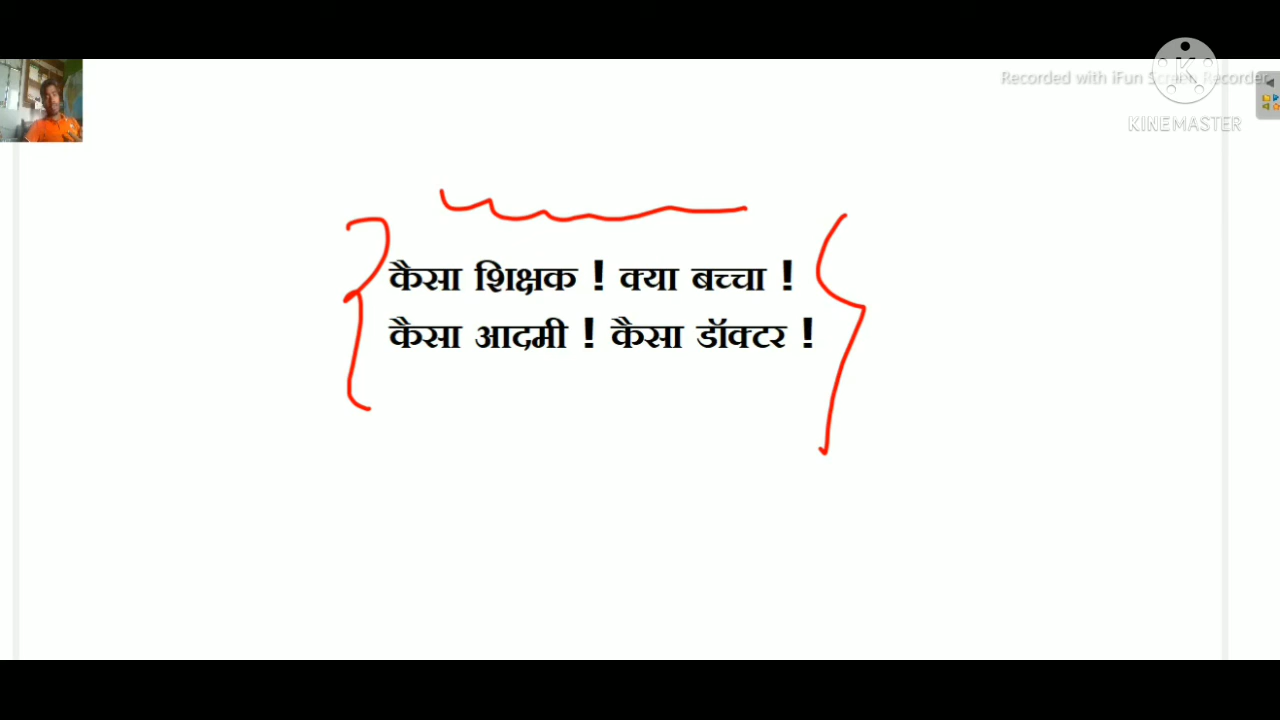 Recorded with iFun Screen Recorder
KINEMASTER
कैसा शिक्षक ! क्या बच्चा !
कैसा आदमी ! कैसा डॉक्टर !